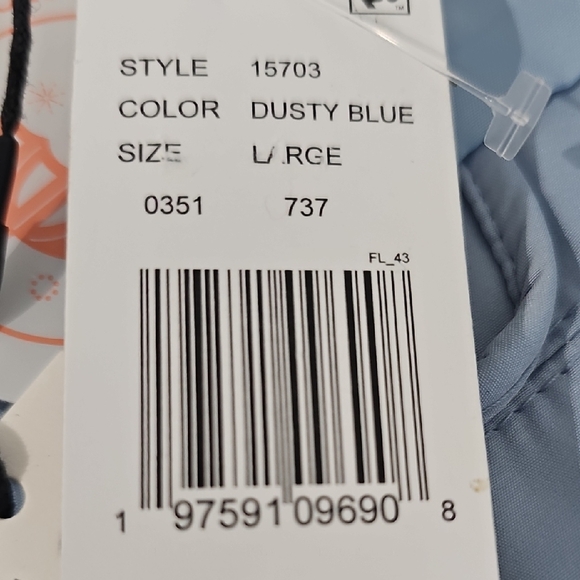 STYLE 15703
COLOR DUSTY BLUE
SIZE LARGE
0351 737
FL_43
1 97591 09690 8